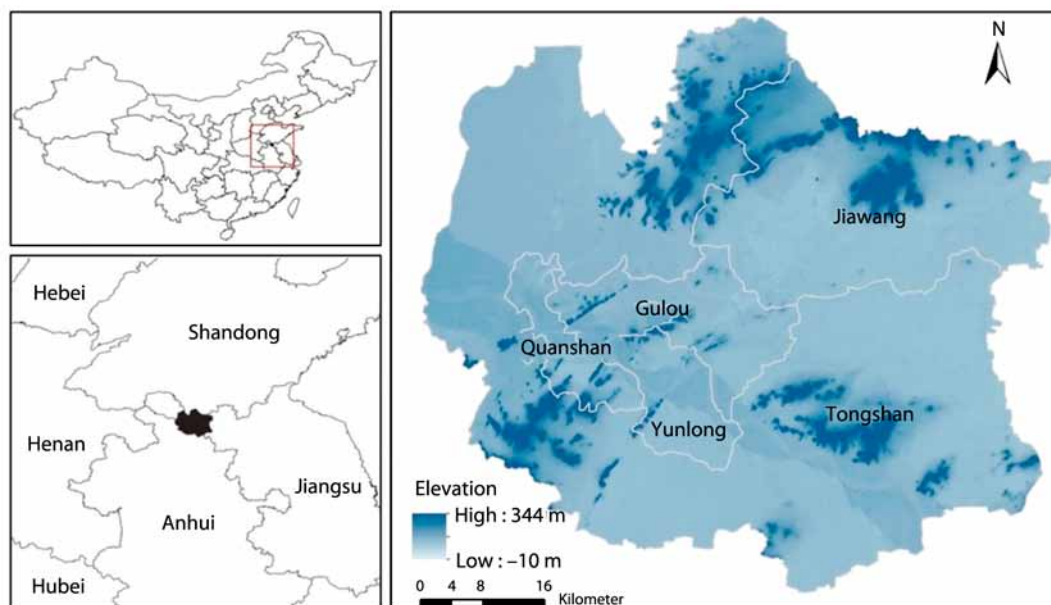 Hebei
Shandong
Henan
Jiangsu
Anhui
Hubei
N
Jiawang
Gulou
Quanshan
Yunlong
Tongshan
Elevation
High : 344 m
Low : –10 m
0 4 8 16
Kilometer